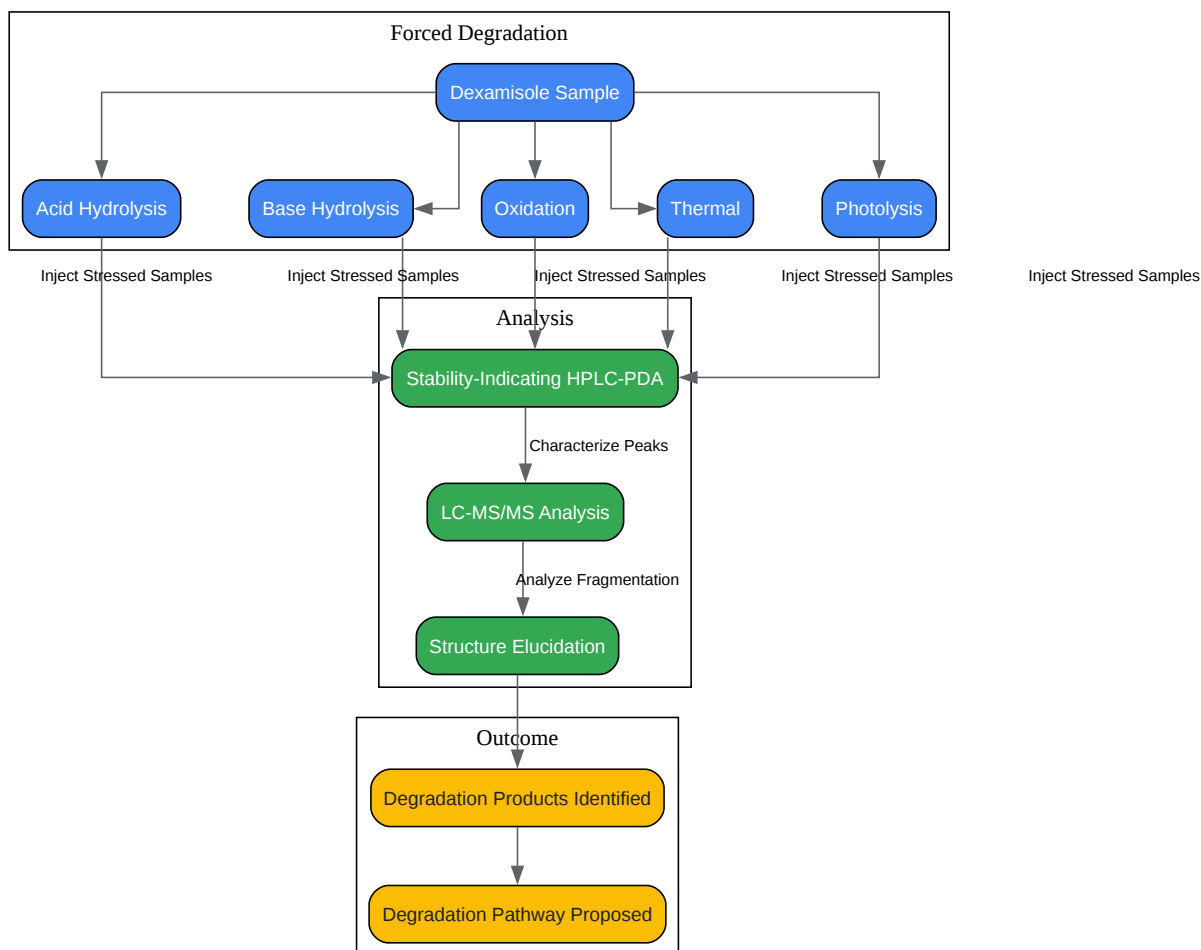 Forced Degradation
Dexamisole Sample
Acid Hydrolysis
Base Hydrolysis
Oxidation
Thermal
Photolysis
Inject Stressed Samples
Inject Stressed Samples
Inject Stressed Samples
Inject Stressed Samples
Inject Stressed Samples
Analysis
Stability-Indicating HPLC-PDA
Characterize Peaks
LC-MS/MS Analysis
Analyze Fragmentation
Structure Elucidation
Outcome
Degradation Products Identified
Degradation Pathway Proposed